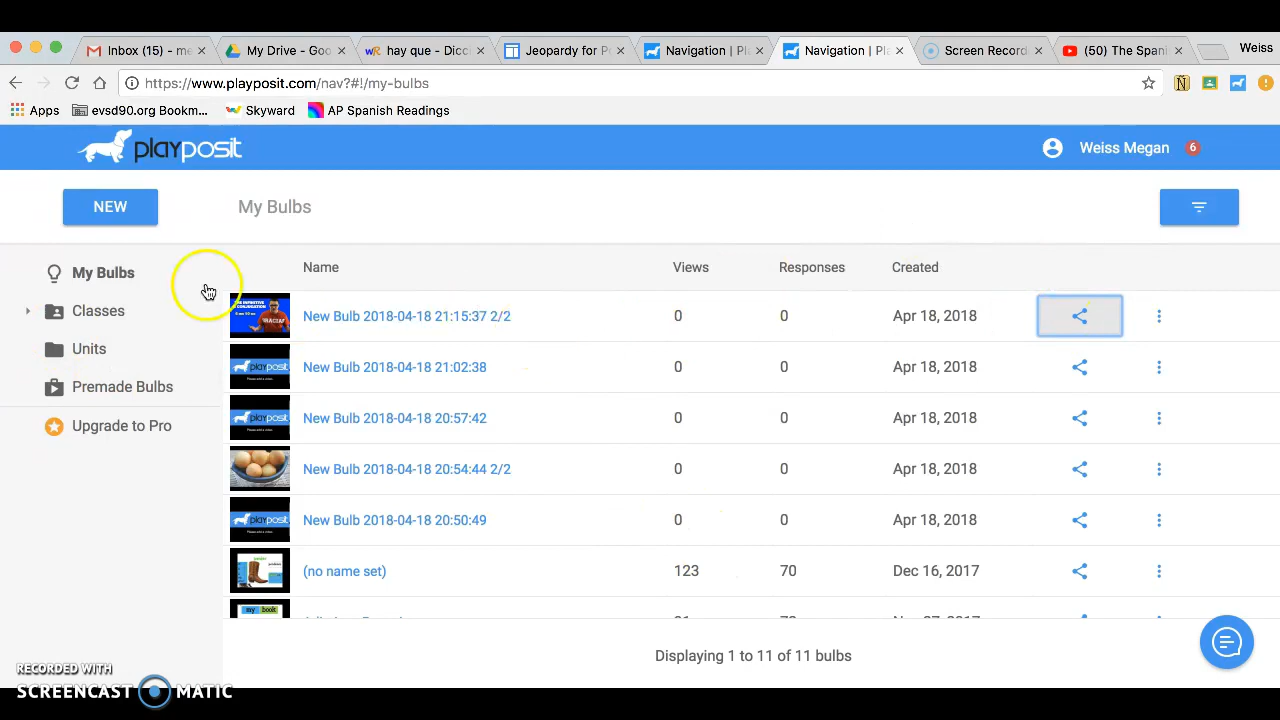 Inbox (15) - me
My Drive - Goo
wR hay que - Dicci
Jeopardy for P
Navigation | Pl
Navigation | Pl
Screen Record
(50) The Spani
Weiss
https://www.playposit.com/nav?#!/my-bulbs
Apps evsd90.org Bookm... Skyward AP Spanish Readings
playposit
Weiss Megan 6
NEW My Bulbs
My Bulbs
Classes
Units
Premade Bulbs
Upgrade to Pro
Name Views Responses Created
New Bulb 2018-04-18 21:15:37 2/2 0 0 Apr 18, 2018
New Bulb 2018-04-18 21:02:38 0 0 Apr 18, 2018
New Bulb 2018-04-18 20:57:42 0 0 Apr 18, 2018
New Bulb 2018-04-18 20:54:44 2/2 0 0 Apr 18, 2018
New Bulb 2018-04-18 20:50:49 0 0 Apr 18, 2018
(no name set) 123 70 Dec 16, 2017
my book
Displaying 1 to 11 of 11 bulbs
RECORDED WITH
SCREENCAST MATIC